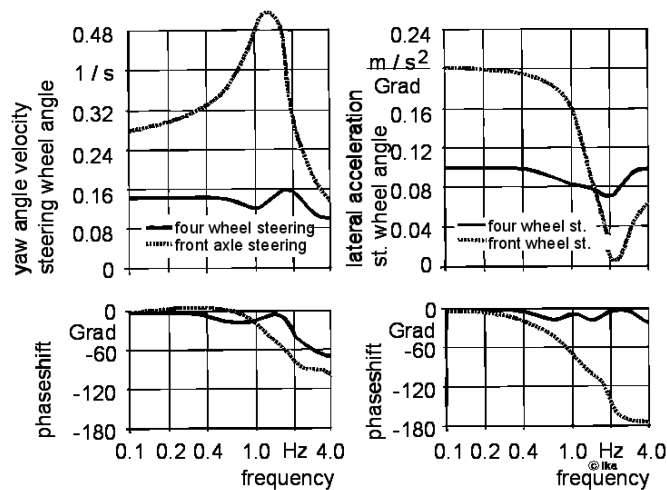 yaw angle velocity
steering wheel angle
0.48
1 / s
0.32
0.24
0.16
0.08
0
four wheel steering
front axle steering
phaseshift
0
Grad
-60
-120
-180
0.1 0.2 0.4 1.0 Hz 4.0
frequency
lateral acceleration
st. wheel angle
0.24
m / s²
Grad
0.16
0.12
0.08
0.04
0
four wheel st.
front wheel st.
phaseshift
0
Grad
-60
-120
-180
0.1 0.2 0.4 1.0 Hz 4.0
© ika
frequency